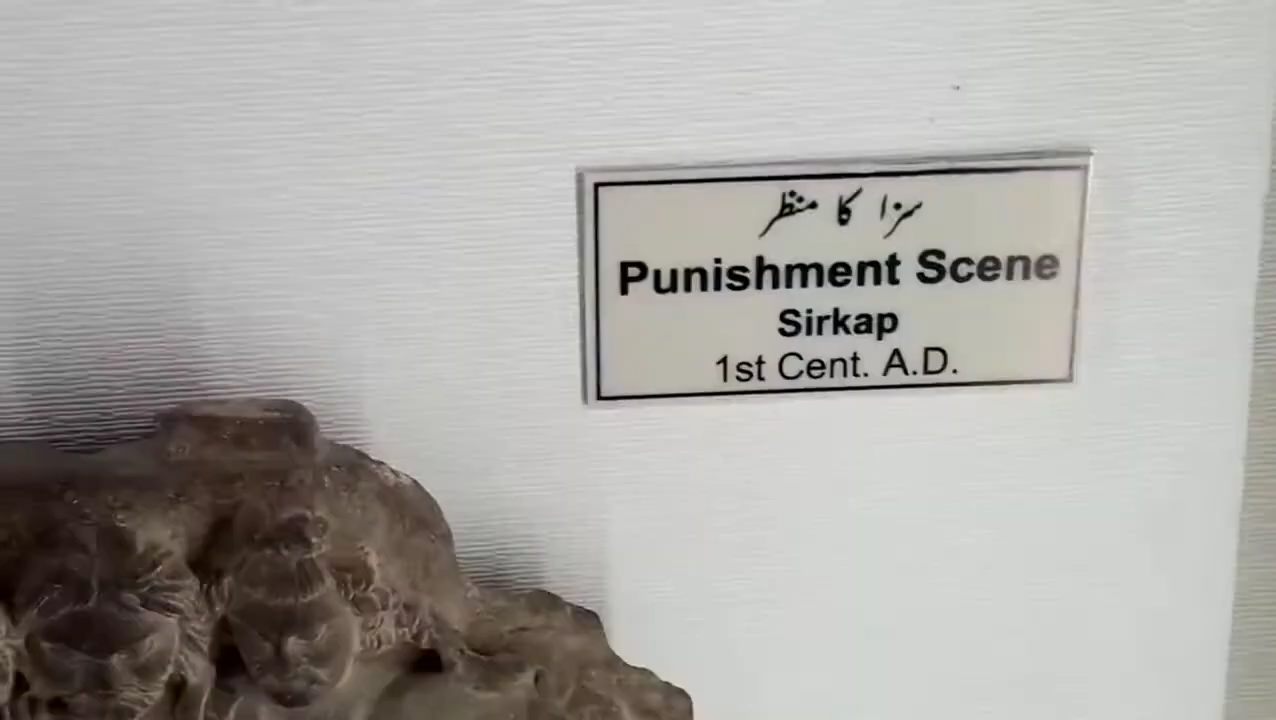 سزا کا منظر
Punishment Scene
Sirkap
1st Cent. A.D.